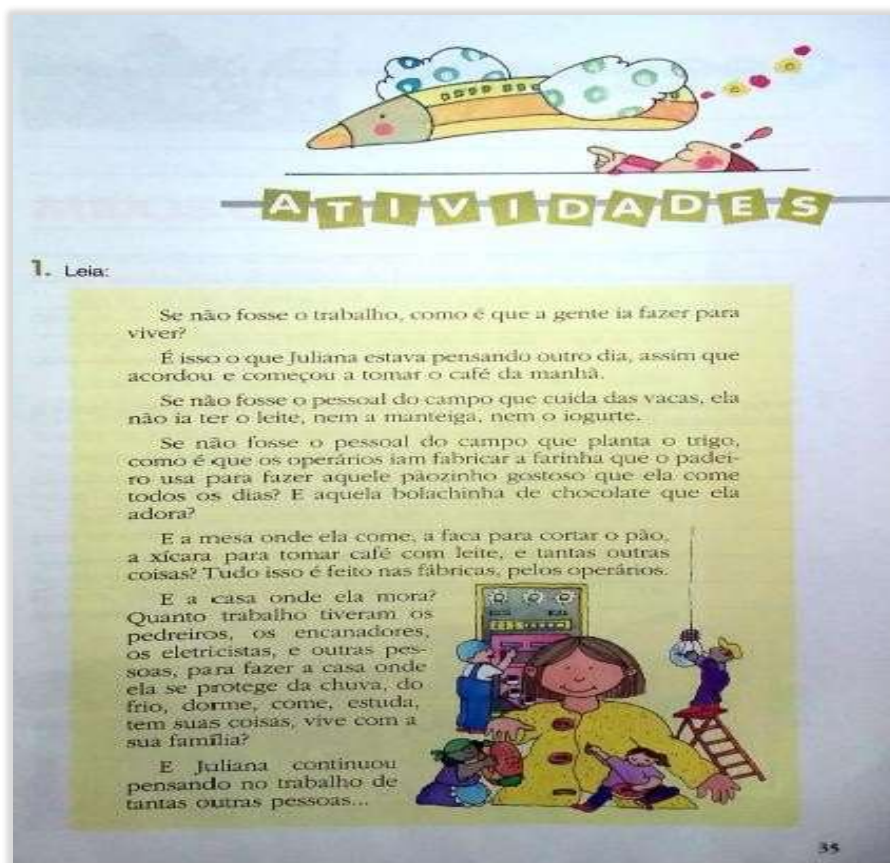 ATIVIDADES
1. Leia:
Se não fosse o trabalho, como é que a gente ia fazer para
viver?
É isso o que Juliana estava pensando outro dia, assim que
acordou e começou a tomar o café da manhã.
Se não fosse o pessoal do campo que cuida das vacas, ela
não ia ter o leite, nem a manteiga, nem o iogurte.
Se não fosse o pessoal do campo que planta o trigo,
como é que os operários iam fabricar a farinha que o padei-
ro usa para fazer aquele pãozinho gostoso que ela come
todos os dias? E aquela bolachinha de chocolate que ela
adora?
E a mesa onde ela come, a faca para cortar o pão,
a xícara para tomar café com leite, e tantas outras
coisas? Tudo isso é feito nas fábricas, pelos operários.
E a casa onde ela mora?
Quanto trabalho tiveram os
pedreiros, os encanadores,
os eletricistas, e outras pes-
soas, para fazer a casa onde
ela se protege da chuva, do
frio, dorme, come, estuda,
tem suas coisas, vive com a
sua família?
E Juliana continuou
pensando no trabalho de
tantas outras pessoas...
35